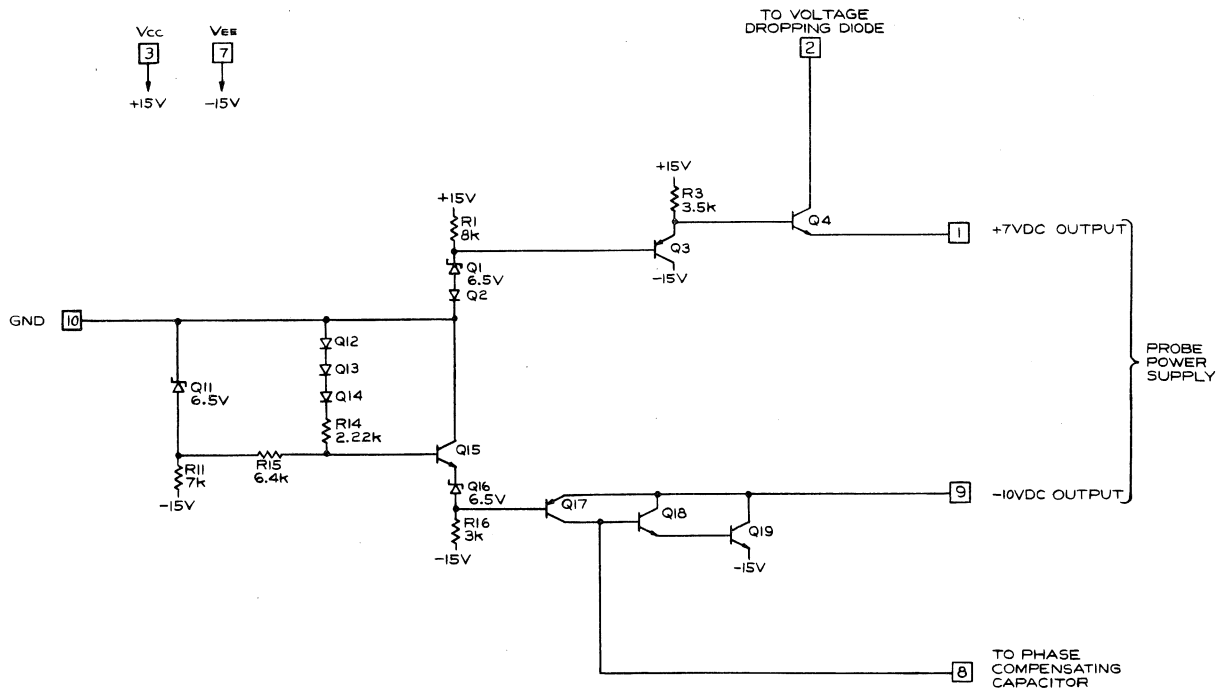 TO VOLTAGE
DROPPING DIODE
2
VCC
VEE
3
7
+15V
-15V
+15V
R1
8k
+15V
R3
3.5k
Q4
Q3
-15V
1
+7VDC OUTPUT
Q1
6.5V
Q2
GND
10
Q12
Q13
Q14
R14
2.22k
Q11
6.5V
PROBE
POWER
SUPPLY
Q15
R15
6.4k
R11
7k
-15V
Q16
6.5V
R16
3k
-15V
Q17
Q18
Q19
-15V
9
-10VDC OUTPUT
8
TO PHASE
COMPENSATING
CAPACITOR